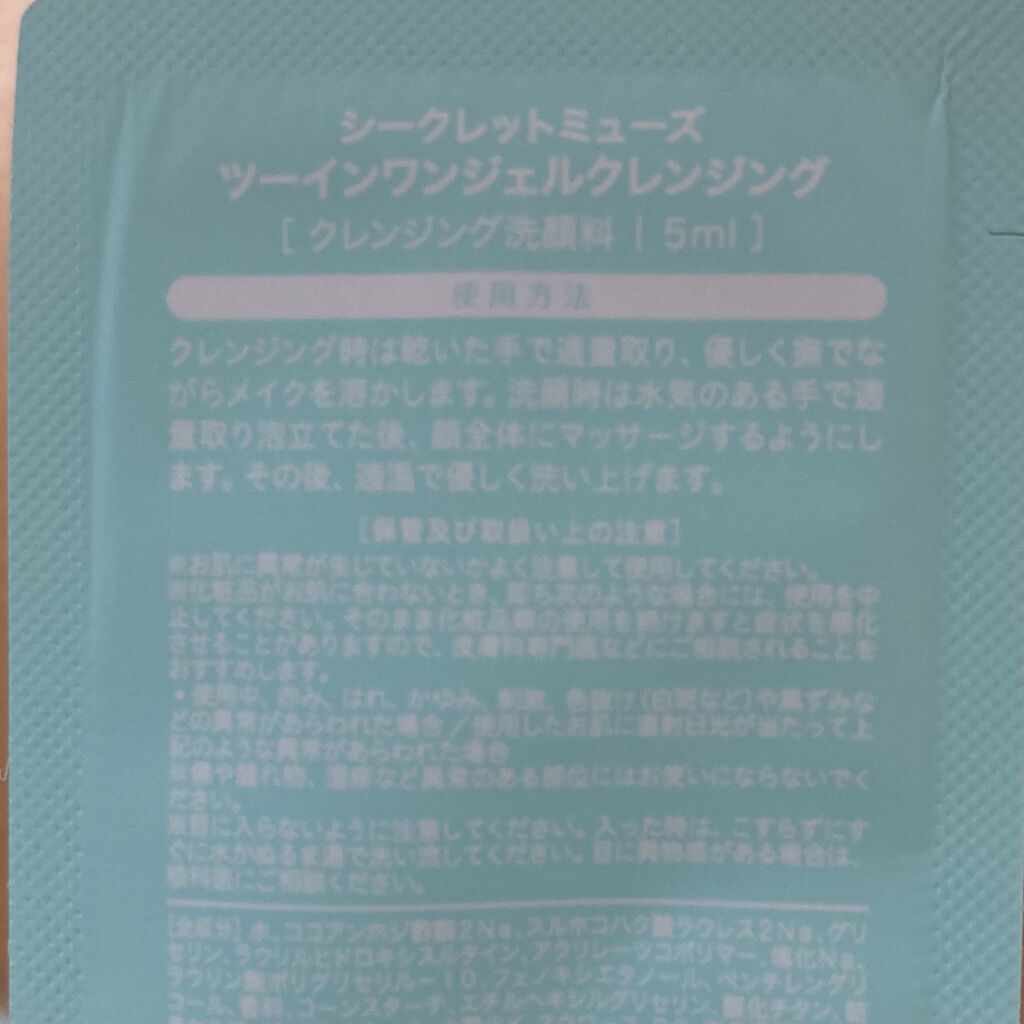 シークレットミューズ
ツーインワンジェルクレンジング
[ クレンジング洗顔料 | 5ml ]
使用方法
クレンジング時は乾いた手で適量取り、優しく撫でな
がらメイクを溶かします。洗顔時は水気のある手で適
量取り泡立てた後、顔全体にマッサージするようにし
ます。その後、適温で優しく洗い上げます。
[保管及び取扱い上の注意]
※お肌に異常が生じていないかよく注意して使用してください。
※化粧品がお肌に合わないとき、即ち次のような場合には、使用を中
止してください。そのまま化粧品類の使用を続けますと症状を悪化
させることがありますので、皮膚科専門医などにご相談されることを
おすすめします。
・使用中、赤み、はれ、かゆみ、刺激、色抜け(白斑など)や黒ずみな
どの異常があらわれた場合／使用したお肌に直射日光が当たって上
記のような異常があらわれた場合
※傷や腫れ物、湿疹など異常のある部位にはお使いにならないでく
ださい。
※目に入らないように注意してください。入った時は、こすらずにす
ぐに水かぬるま湯で洗い流してください。目に異物感がある場合は、
眼科医にご相談ください。
[全成分] 水、ココアンホジ酢酸2Na、スルホコハク酸ラウレス2Na、グリ
セリン、ラウリルヒドロキシスルタイン、アクリレーツコポリマー、塩化Na、
ラウリン酸ポリグリセリル-10、フェノキシエタノール、ペンチレングリ
コール、香料、コーンスターチ、エチルヘキシルグリセリン、酸化チタン、